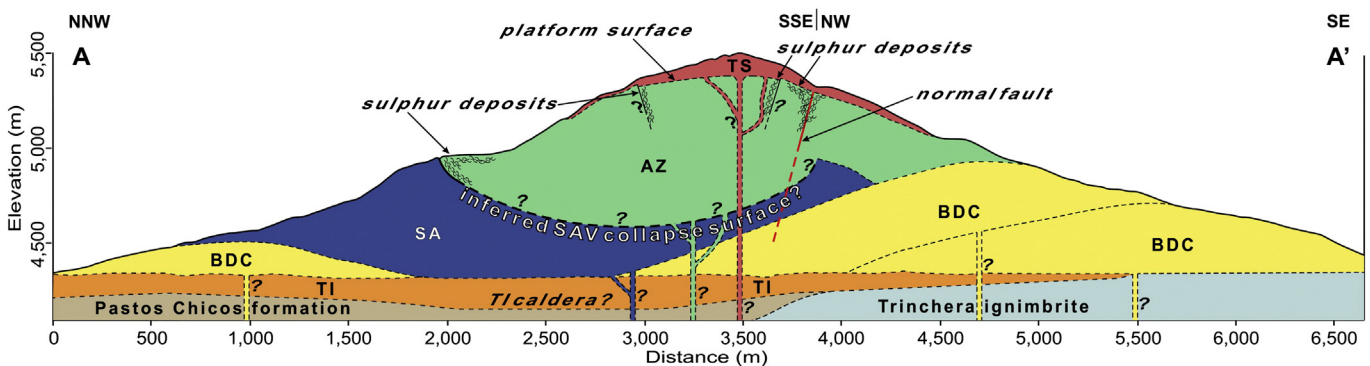 NNW
SSE|NW
SE
platform surface
sulphur deposits
A
A’
5,500
TS
sulphur deposits
normal fault
?
?
?
5,000
AZ
?
inferred SAV collapse surface?
?
?
?
SA
BDC
BDC
4,500
BDC
TI
TI
?
TI caldera?
?
?
?
?
?
Pastos Chicos formation
Trinchera ignimbrite
Elevation (m)
0
500
1,000
1,500
2,000
2,500
3,000
3,500
4,000
4,500
5,000
5,500
6,000
6,500
Distance (m)